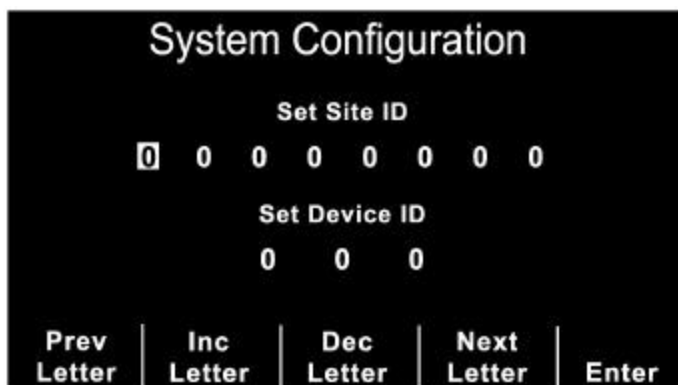 System Configuration
Set Site ID
0 0 0 0 0 0 0 0
Set Device ID
0 0 0
Prev Letter
Inc Letter
Dec Letter
Next Letter
Enter